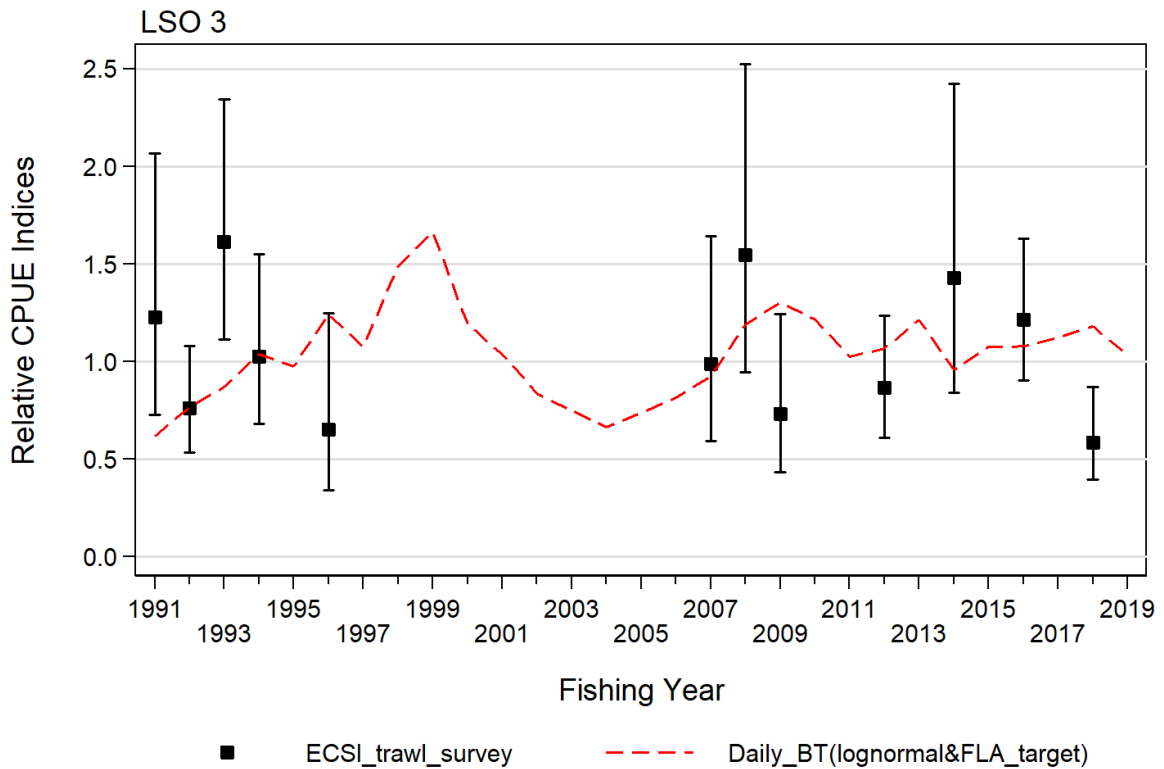 LSO 3
Relative CPUE Indices
2.5
2.0
1.5
1.0
0.5
0.0
1991 1995 1999 2003 2007 2011 2015 2019
1993 1997 2001 2005 2009 2013 2017
Fishing Year
ECSI_trawl_survey Daily_BT(lognormal&FLA_target)